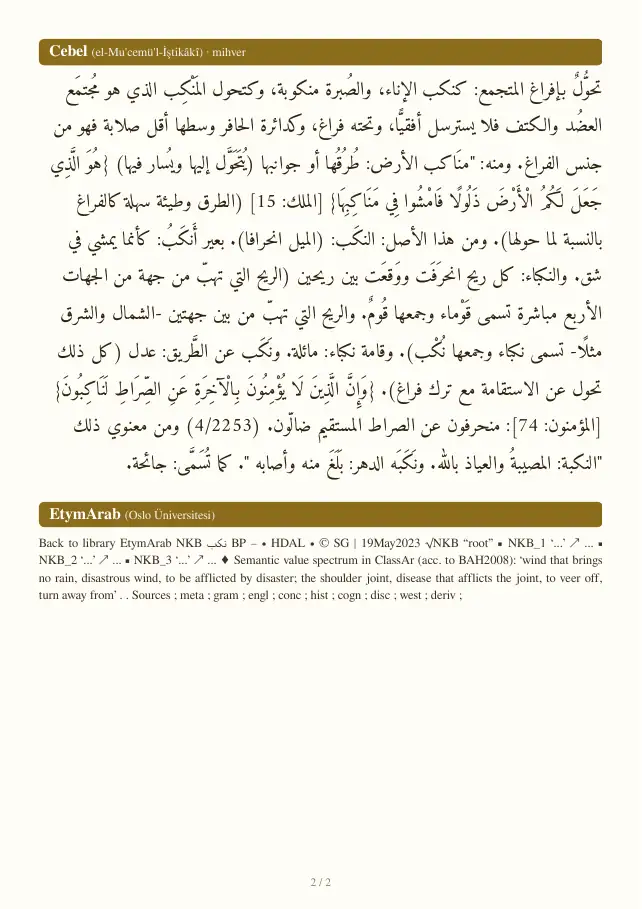 Cebel (el-Mu'cemü'l-İştikâkî) · mihver
تحوُّلٌ بإفراغ المتجمع: كنكب الإناء، والصُبرة منكوبة، وكتحول المَنْكِب الذي هو مُجتمَع
العضُد والكتف فلا يسترسل أفقيًّا، وتحته فراغ، وكدائرة الحافر وسطها أقل صلابة فهو من
جنس الفراغ. ومنه: "منَاكب الأرض: طُرُقُها أو جوانبها (يُتَحَوَّل إليها ويُسار فيها) {هُوَ الَّذِي
جَعَلَ لَكُمُ الْأَرْضَ ذَلُولًا فَامْشُوا فِي مَنَاكِبِهَا} [الملك: 15] (الطرق وطيئة سهلة كالفراغ
بالنسبة لما حولها). ومن هذا الأصل: النكَب: (الميل انحرافا). بعير أَنكَبُ: كأنما يمشي في
شق. والنكباء: كل ريح انحرَفَت ووَقعَت بين ريحين (الريح التي تهبّ من جهة من الجهات
الأربع مباشرة تسمى قَوْماء وجمعها قُومٌ. والريح التي تهبّ من بين جهتين -الشمال والشرق
مثلًا- تسمى نكباء وجمعها نُكْب). وقامة نكباء: مائلة. ونكَب عن الطَّريق: عدل (كل ذلك
تحول عن الاستقامة مع ترك فراغ). {وَإِنَّ الَّذِينَ لَا يُؤْمِنُونَ بِالْآخِرَةِ عَنِ الصِّرَاطِ لَنَاكِبُونَ}
[المؤمنون: 74]: منحرفون عن الصراط المستقيم ضالّون. (4/2253) ومن معنوي ذلك
"النكبة: المصيبةُ والعياذ بالله. ونَكَبَه الدهر: بَلَغَ منه وأصابه ". كما تُسَمَّى: جائحة.
EtymArab (Oslo Üniversitesi)
Back to library EtymArab NKB نكب BP – ▪ HDAL ▪ © SG | 19May2023 √NKB “root” ▪ NKB_1 ‘...’ ↗ ... ▪
NKB_2 ‘...’ ↗ ... ▪ NKB_3 ‘...’ ↗ ... ♦ Semantic value spectrum in ClassAr (acc. to BAH2008): ‘wind that brings
no rain, disastrous wind, to be afflicted by disaster; the shoulder joint, disease that afflicts the joint, to veer off,
turn away from’ . . Sources ; meta ; gram ; engl ; conc ; hist ; cogn ; disc ; west ; deriv ;
2 / 2